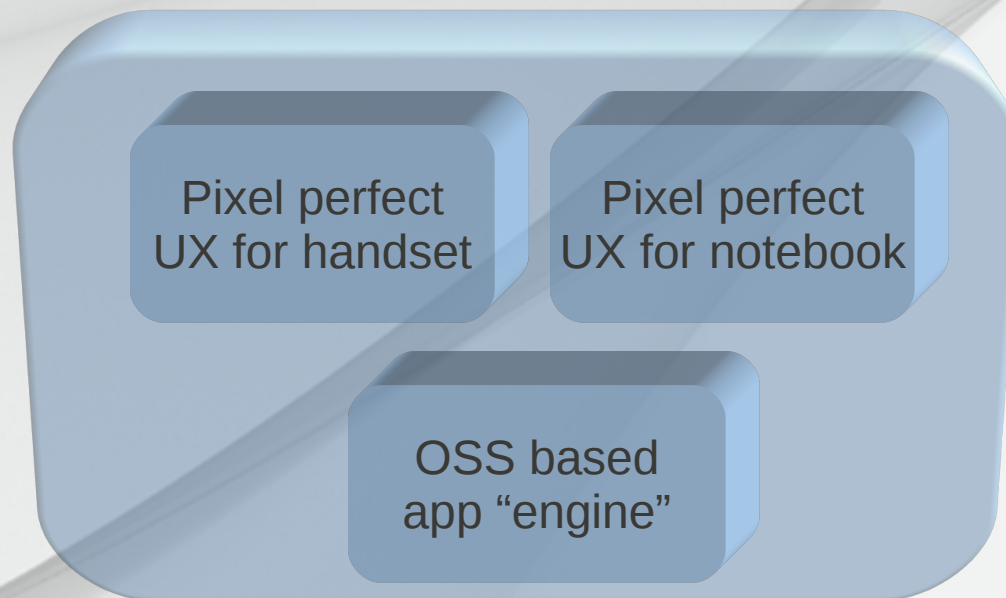 Pixel perfect
UX for handset
Pixel perfect
UX for notebook
OSS based
app “engine”